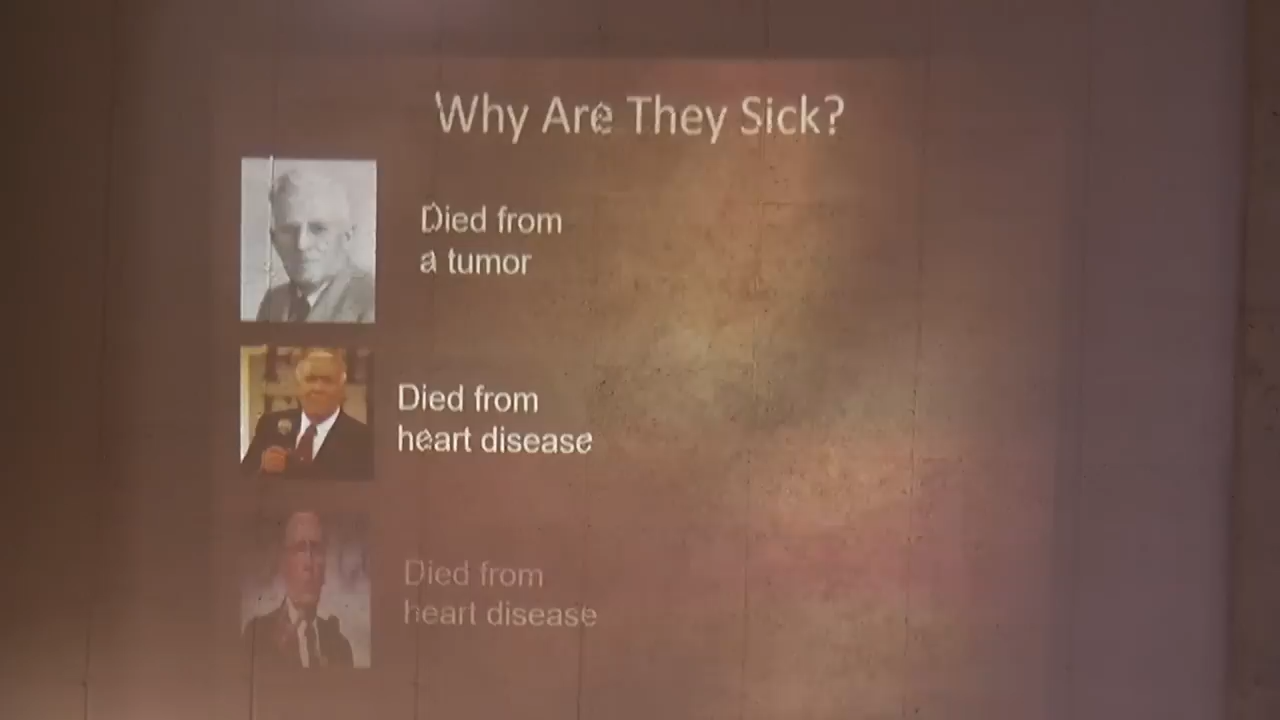 Why Are They Sick?
Died from
a tumor
Died from
heart disease
Died from
heart disease